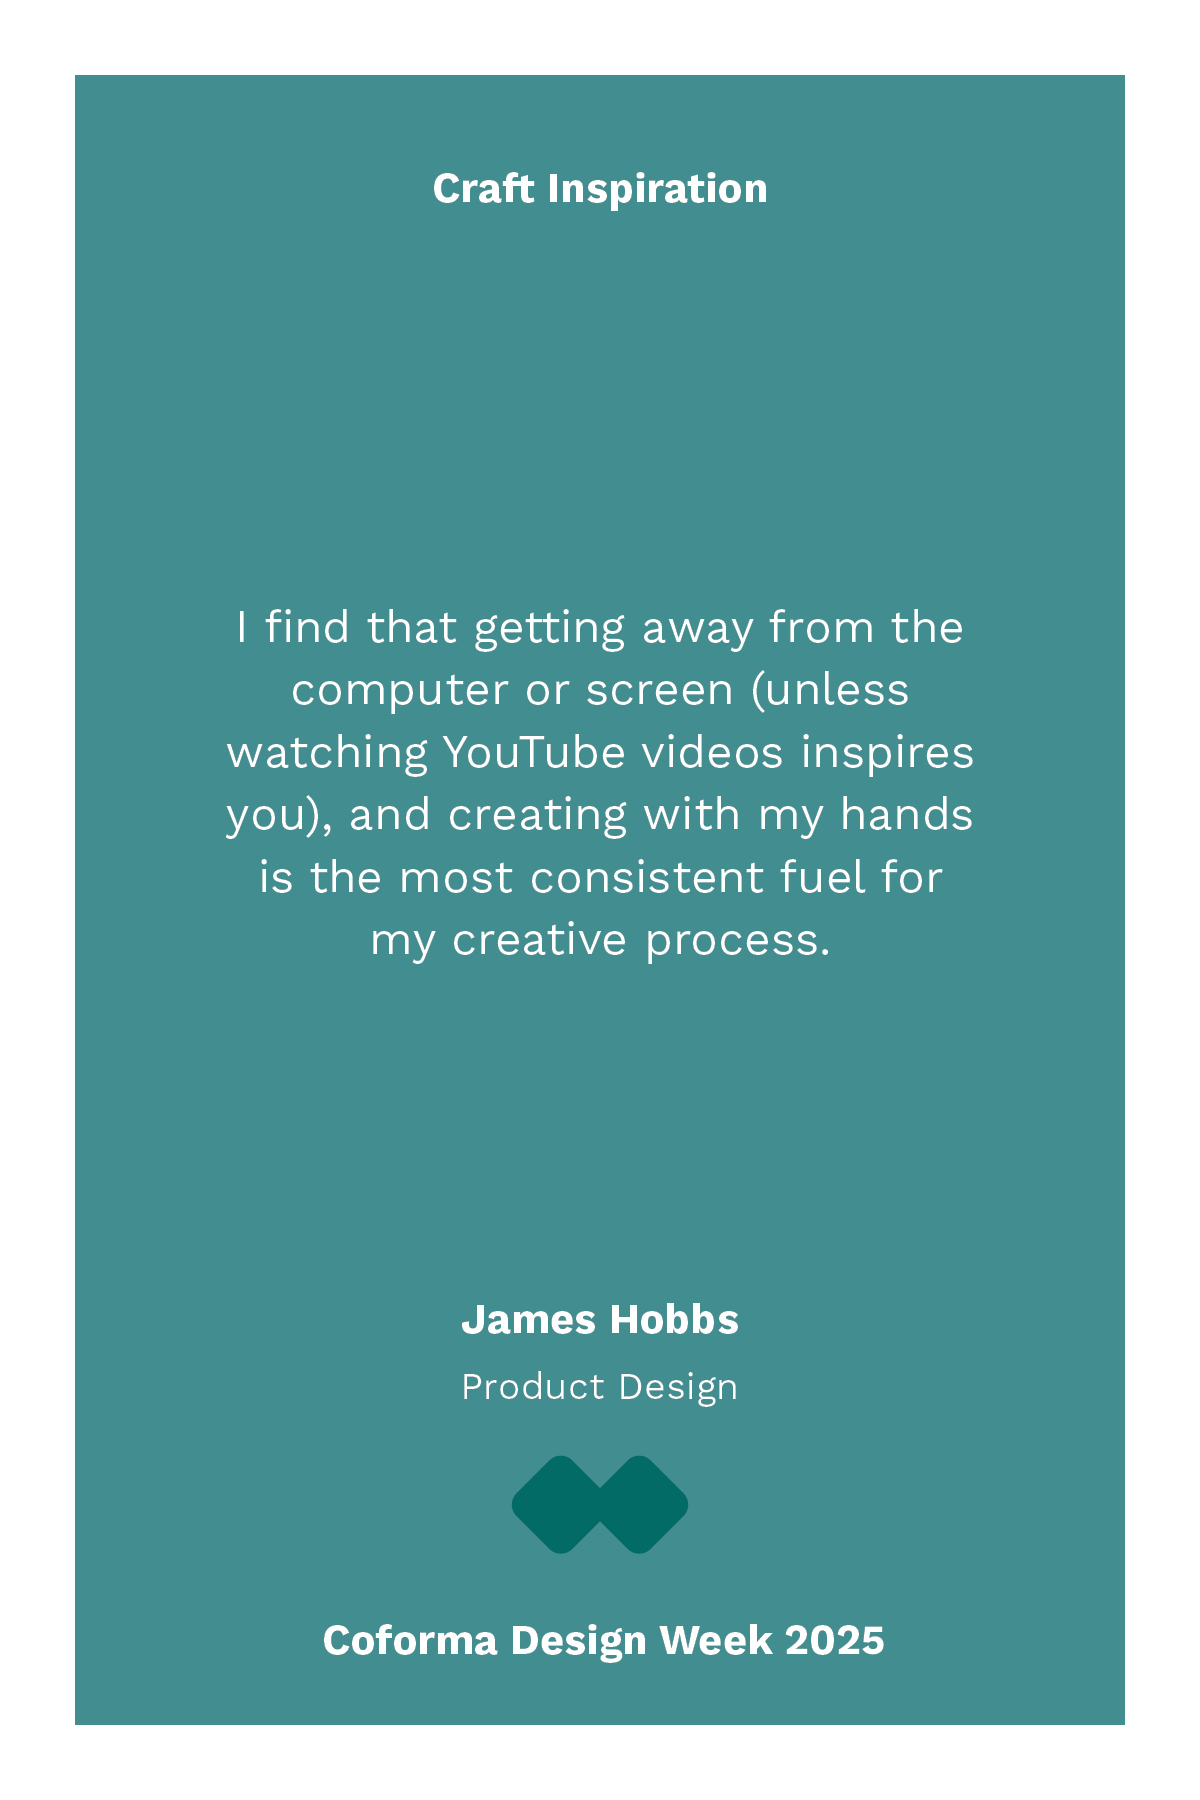 Craft Inspiration
I find that getting away from the
computer or screen (unless
watching YouTube videos inspires
you), and creating with my hands
is the most consistent fuel for
my creative process.
James Hobbs
Product Design
Coforma Design Week 2025